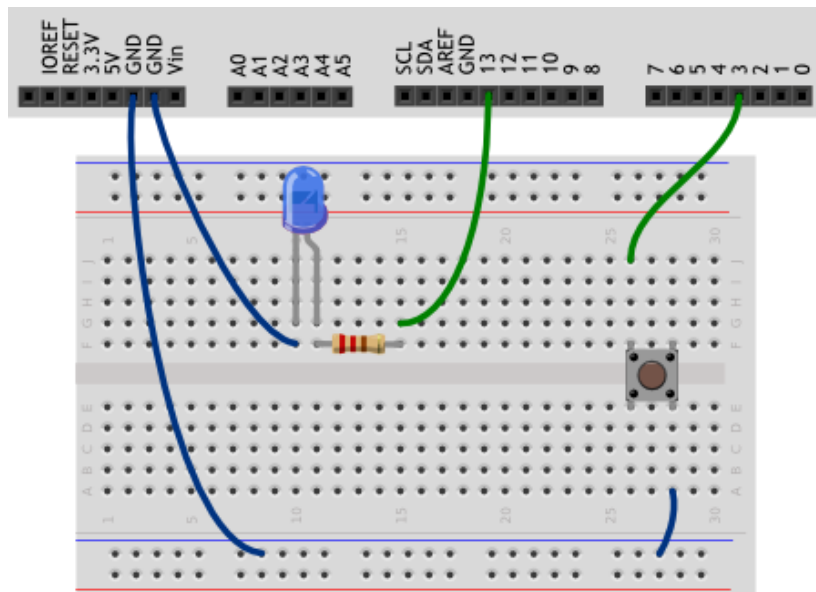 IOREF RESET 3.3V 5V GND GND Vin A0 A1 A2 A3 A4 A5 SCL SDA AREF GND 13 12 11 10 9 8 7 6 5 4 3 2 1 0
1 5 10 15 20 25 30
J J
I I
H H
G G
F F
E E
D D
C C
B B
A A
1 5 10 15 20 25 30